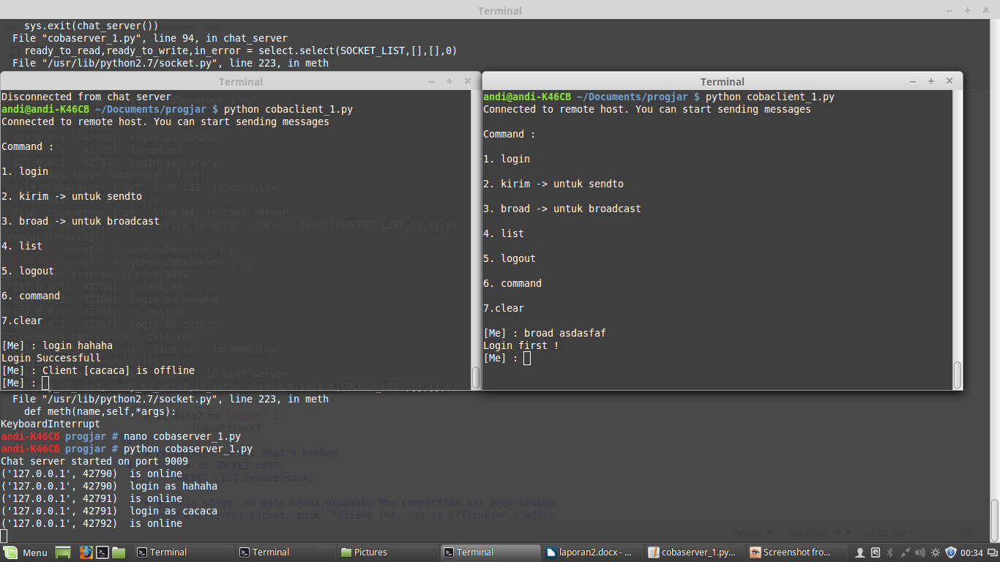 Terminal
sys.exit(chat_server())
File "cobaserver_1.py", line 94, in chat_server
ready_to_read,ready_to_write,in_error = select.select(SOCKET_LIST,[],[],0)
File "/usr/lib/python2.7/socket.py", line 223, in meth
Terminal
Disconnected from chat server
andi@andi-K46CB ~/Documents/progjar $ python cobaclient_1.py
Connected to remote host. You can start sending messages
Command :
1. login
2. kirim -> untuk sendto
3. broad -> untuk broadcast
4. list
5. logout
6. command
7.clear
[Me] : login hahaha
Login Successfull
[Me] : Client [cacaca] is offline
[Me] :
Terminal
andi@andi-K46CB ~/Documents/progjar $ python cobaclient_1.py
Connected to remote host. You can start sending messages
Command :
1. login
2. kirim -> untuk sendto
3. broad -> untuk broadcast
4. list
5. logout
6. command
7.clear
[Me] : broad asdasfaf
Login first !
[Me] :
File "/usr/lib/python2.7/socket.py", line 223, in meth
def meth(name,self,*args):
KeyboardInterrupt
andi-K46CB progjar # nano cobaserver_1.py
andi-K46CB progjar # python cobaserver_1.py
Chat server started on port 9009
('127.0.0.1', 42790)  is online
('127.0.0.1', 42790)  login as hahaha
('127.0.0.1', 42791)  is online
('127.0.0.1', 42791)  login as cacaca
('127.0.0.1', 42792)  is online
Menu
Terminal
Terminal
Pictures
Terminal
laporan2.docx - ...
cobaserver_1.py...
Screenshot fro...
00:34